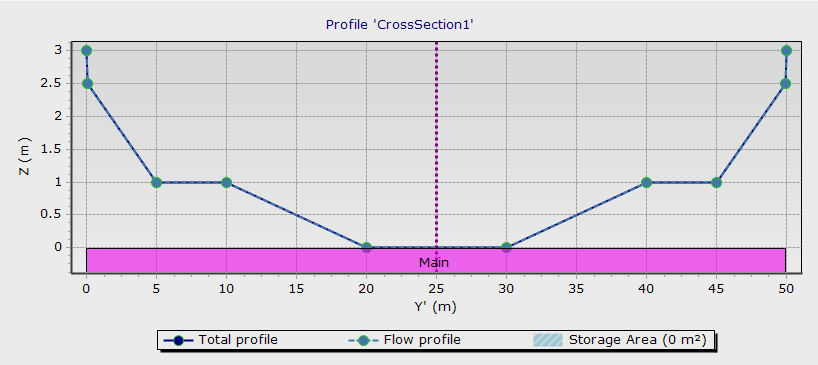 Profile 'CrossSection1'
3
2.5
2
1.5
1
0.5
0
Z (m)
Main
0 5 10 15 20 25 30 35 40 45 50
Y' (m)
Total profile Flow profile Storage Area (0 m²)